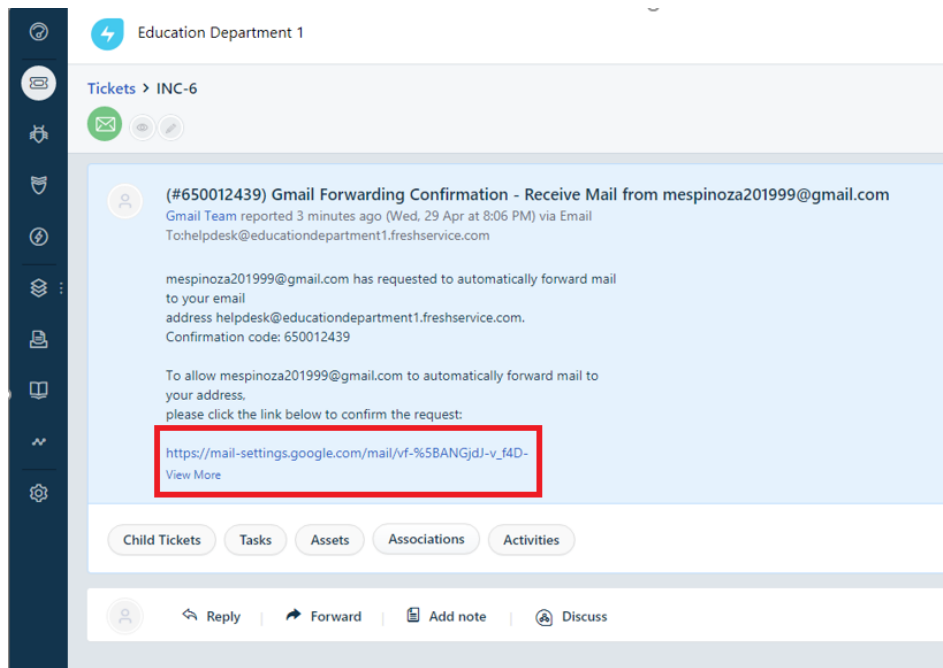 Education Department 1
Tickets > INC-6
(#650012439) Gmail Forwarding Confirmation - Receive Mail from mespinoza201999@gmail.com
Gmail Team reported 3 minutes ago (Wed, 29 Apr at 8:06 PM) via Email
To:helpdesk@educationdepartment1.freshservice.com
mespinoza201999@gmail.com has requested to automatically forward mail
to your email
address helpdesk@educationdepartment1.freshservice.com.
Confirmation code: 650012439
To allow mespinoza201999@gmail.com to automatically forward mail to
your address,
please click the link below to confirm the request:
https://mail-settings.google.com/mail/vf-%5BANGjdJ-v_f4D-
View More
Child Tickets Tasks Assets Associations Activities
Reply Forward Add note Discuss